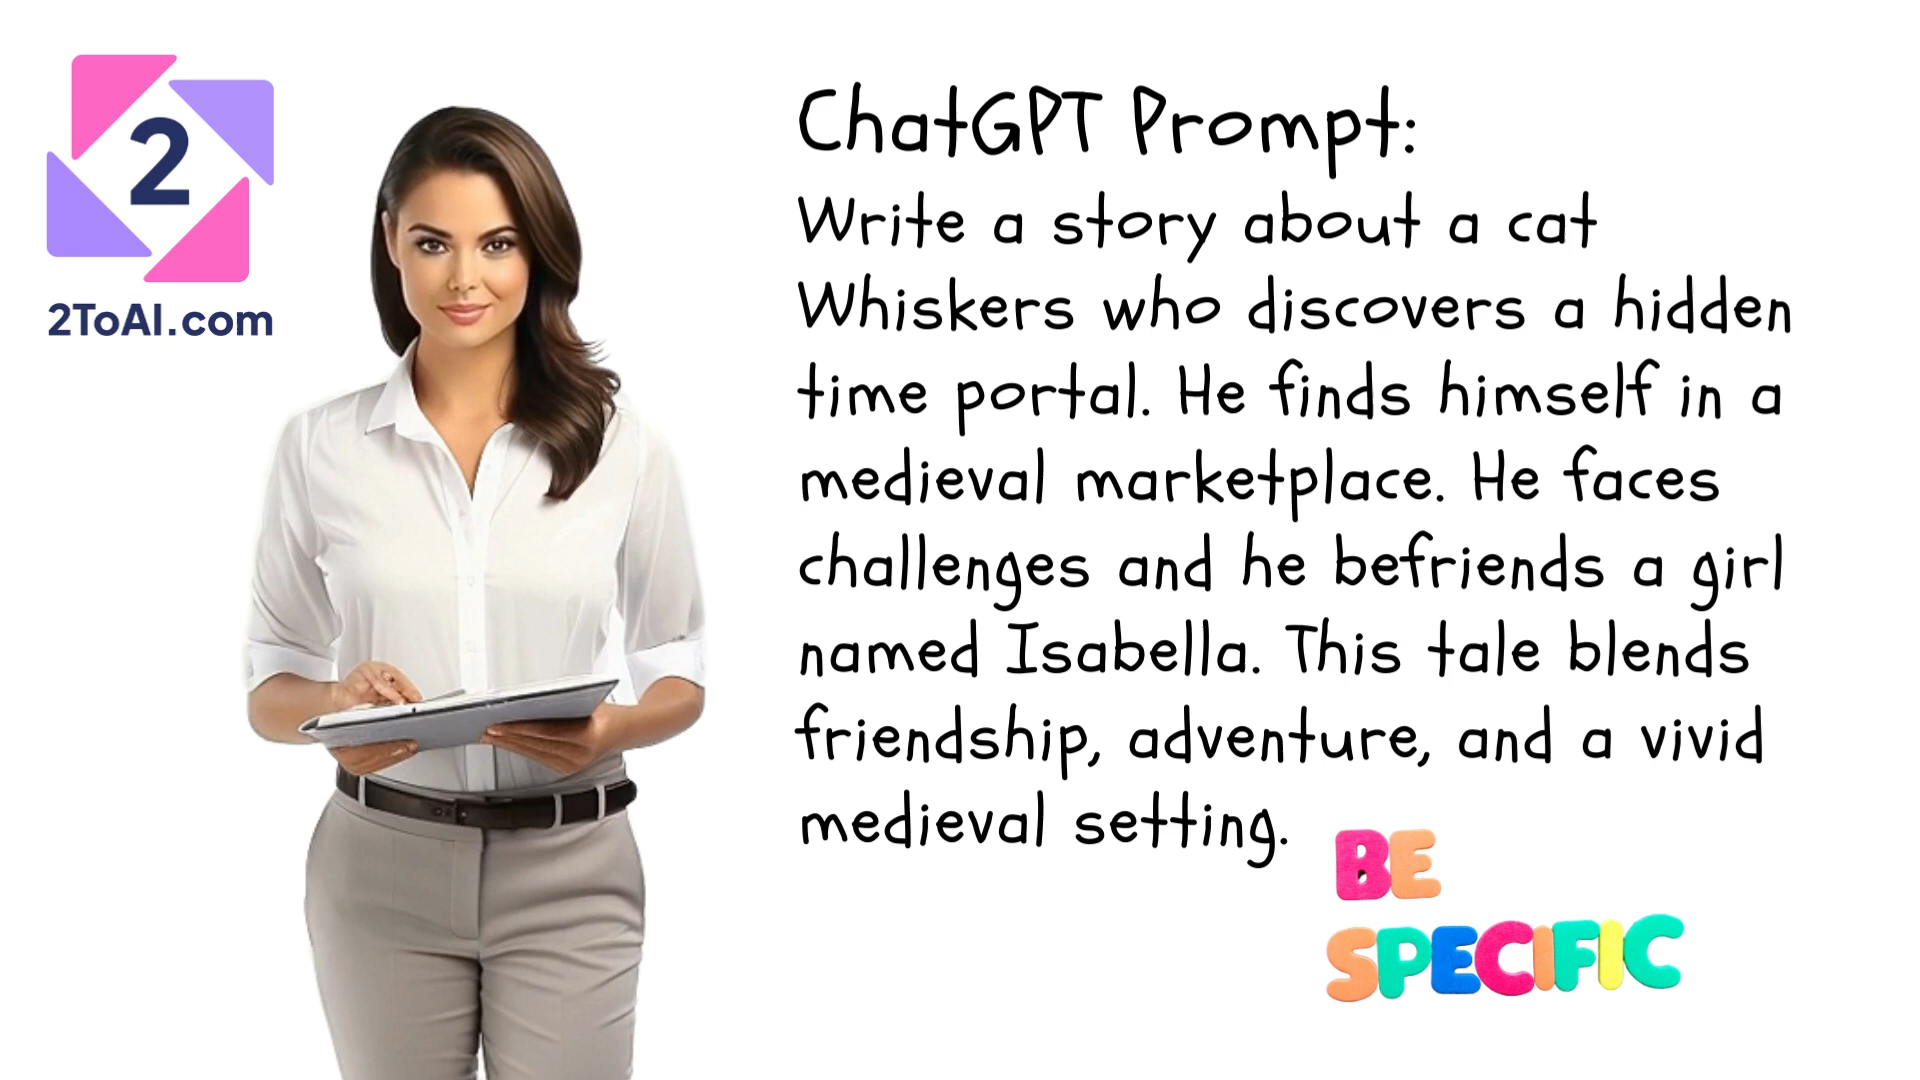 2
2ToAI.com
ChatGPT Prompt:
Write a story about a cat
Whiskers who discovers a hidden
time portal. He finds himself in a
medieval marketplace. He faces
challenges and he befriends a girl
named Isabella. This tale blends
friendship, adventure, and a vivid
medieval setting.
BE
SPECIFIC